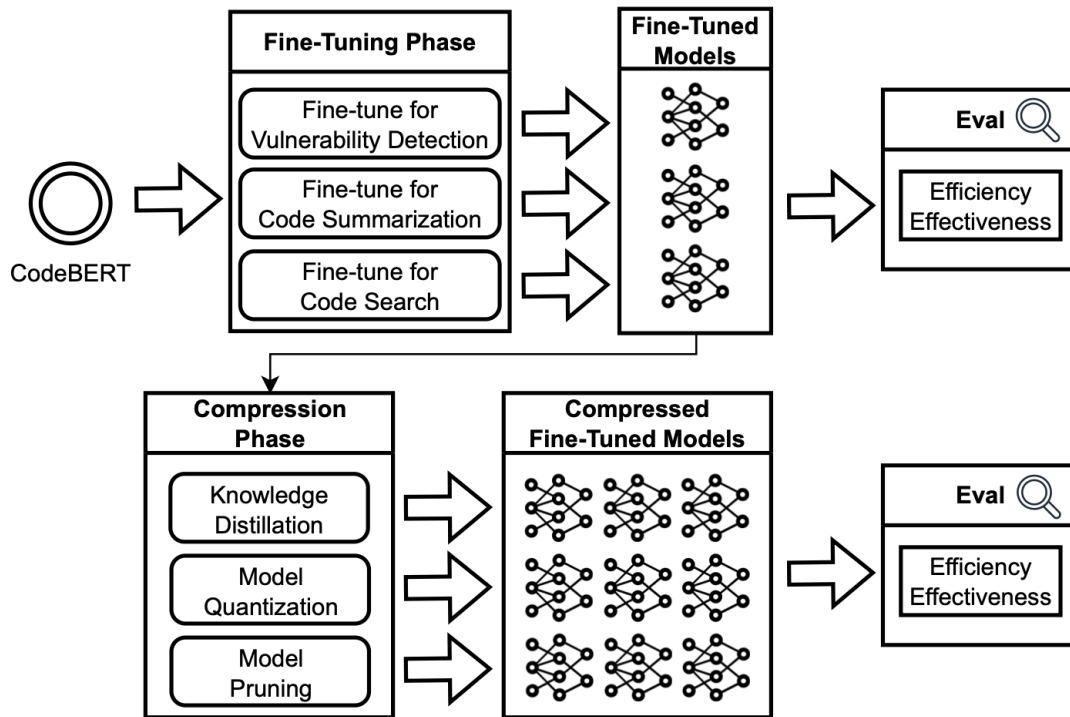 Fine-Tuning Phase
Fine-tune for
Vulnerability Detection
Fine-tune for
Code Summarization
Fine-tune for
Code Search
CodeBERT
Fine-Tuned
Models
Eval
Efficiency
Effectiveness
Compression
Phase
Knowledge
Distillation
Model
Quantization
Model
Pruning
Compressed
Fine-Tuned Models
Eval
Efficiency
Effectiveness